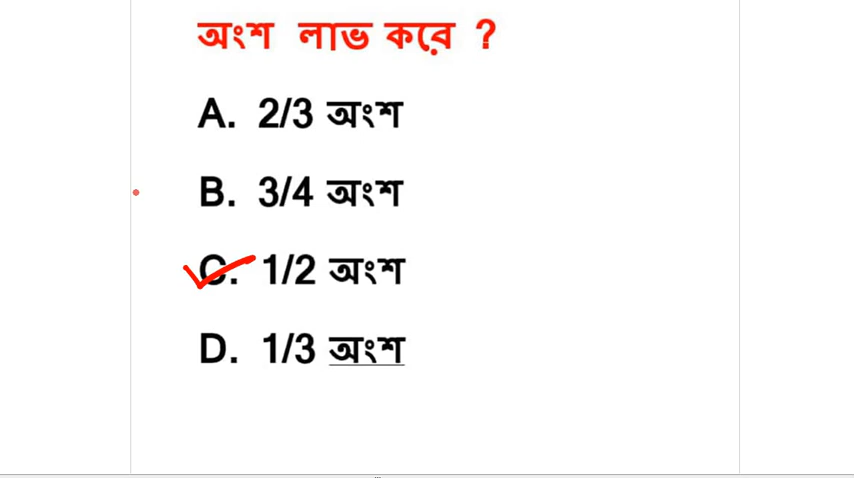 অংশ লাভ করে ?
A. 2/3 অংশ
B. 3/4 অংশ
C. 1/2 অংশ
D. 1/3 অংশ